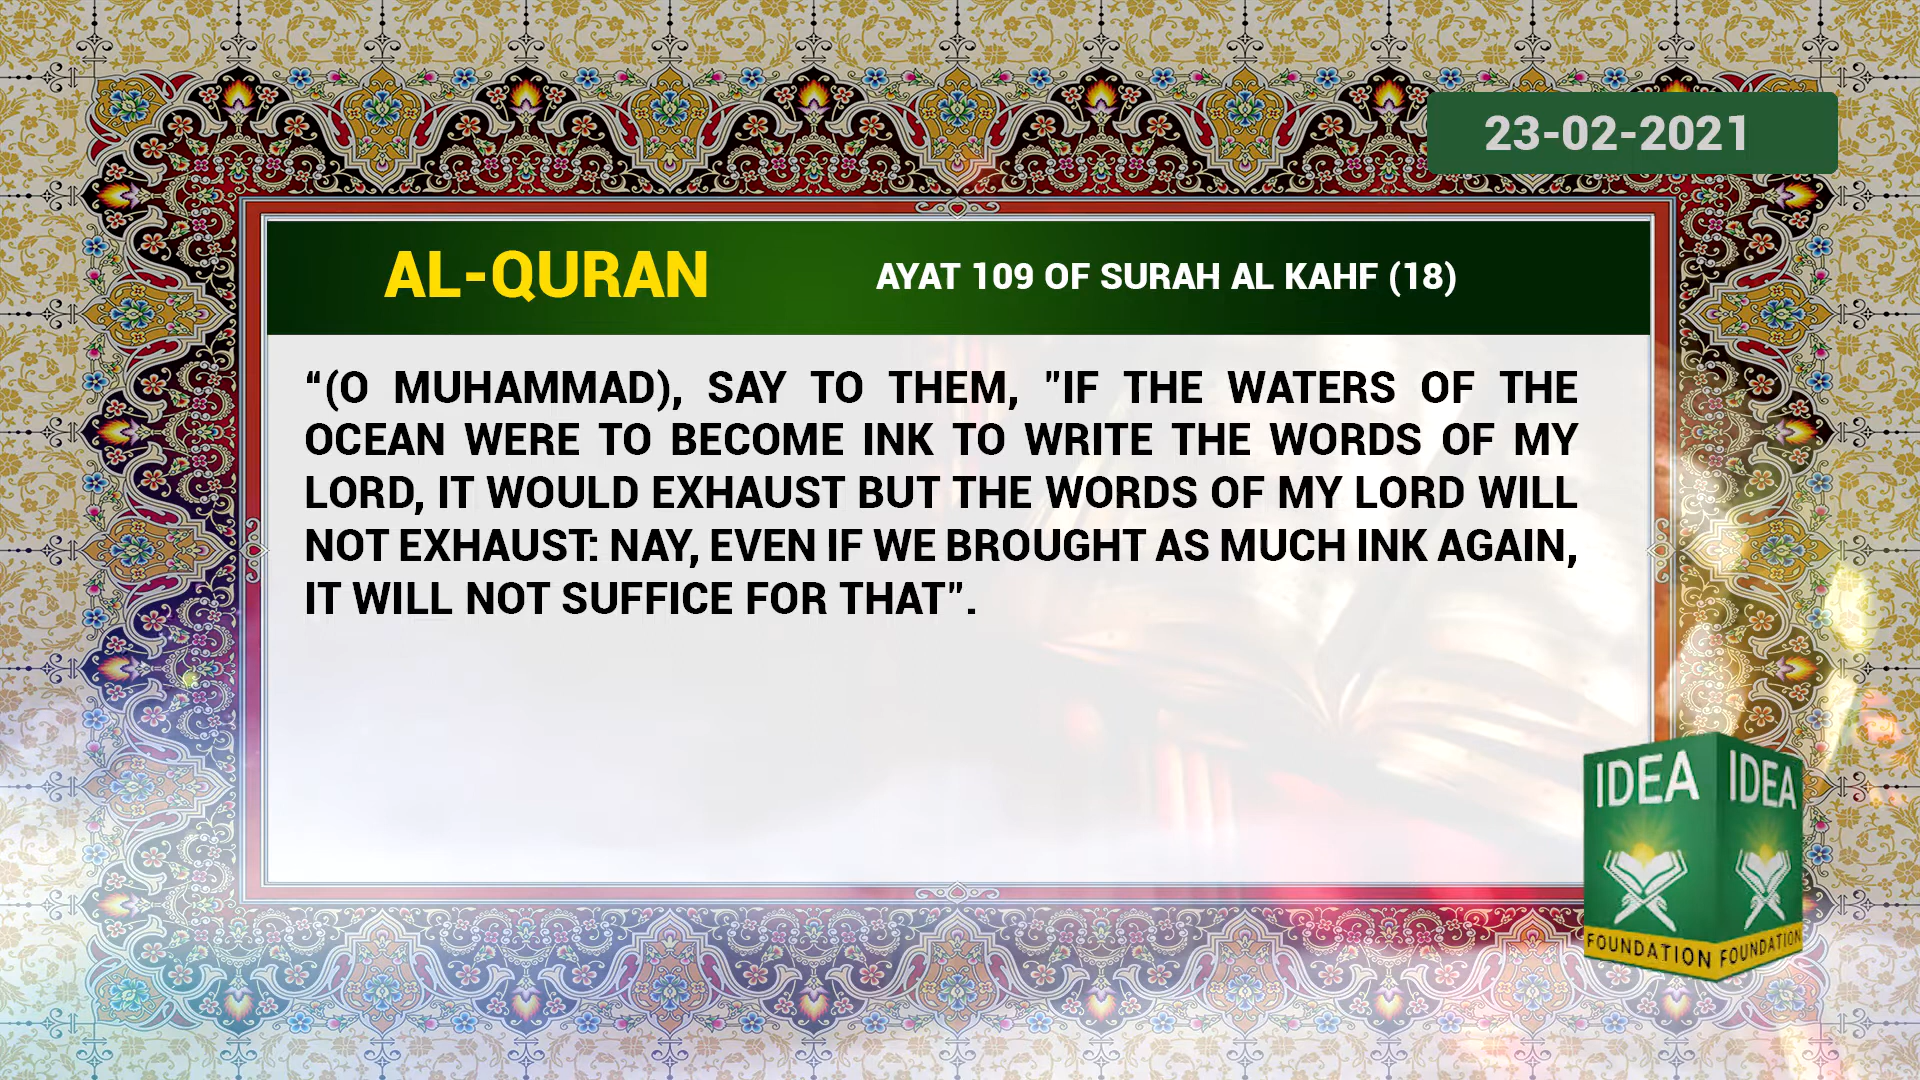 23-02-2021
AL-QURAN
AYAT 109 OF SURAH AL KAHF (18)
“(O MUHAMMAD), SAY TO THEM, "IF THE WATERS OF THE
OCEAN WERE TO BECOME INK TO WRITE THE WORDS OF MY
LORD, IT WOULD EXHAUST BUT THE WORDS OF MY LORD WILL
NOT EXHAUST: NAY, EVEN IF WE BROUGHT AS MUCH INK AGAIN,
IT WILL NOT SUFFICE FOR THAT”.
IDEA IDEA
FOUNDATION FOUNDATION